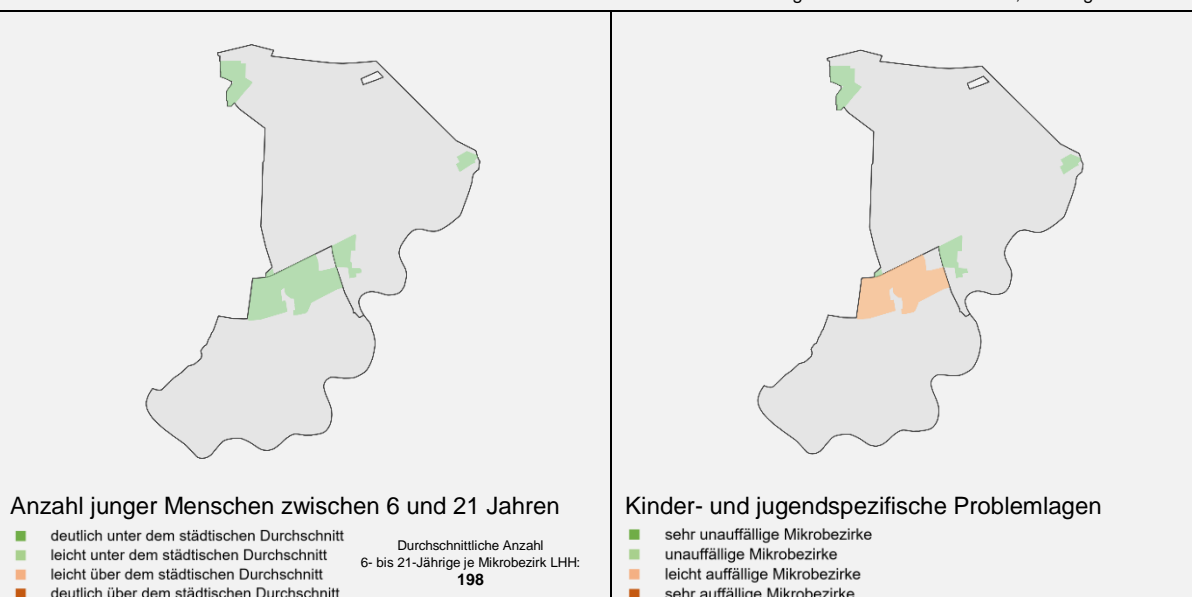 Anzahl junger Menschen zwischen 6 und 21 Jahren
deutlich unter dem städtischen Durchschnitt
leicht unter dem städtischen Durchschnitt
leicht über dem städtischen Durchschnitt
deutlich über dem städtischen Durchschnitt
Durchschnittliche Anzahl
6- bis 21-Jährige je Mikrobezirk LHH:
198
Kinder- und jugendspezifische Problemlagen
sehr unauffällige Mikrobezirke
unauffällige Mikrobezirke
leicht auffällige Mikrobezirke
sehr auffällige Mikrobezirke